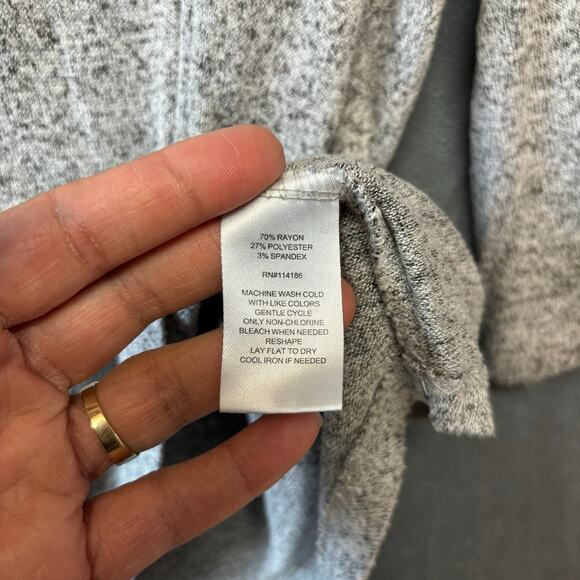 70% RAYON
27% POLYESTER
3% SPANDEX
RN#114186
MACHINE WASH COLD
WITH LIKE COLORS
GENTLE CYCLE
ONLY NON-CHLORINE
BLEACH WHEN NEEDED
RESHAPE
LAY FLAT TO DRY
COOL IRON IF NEEDED